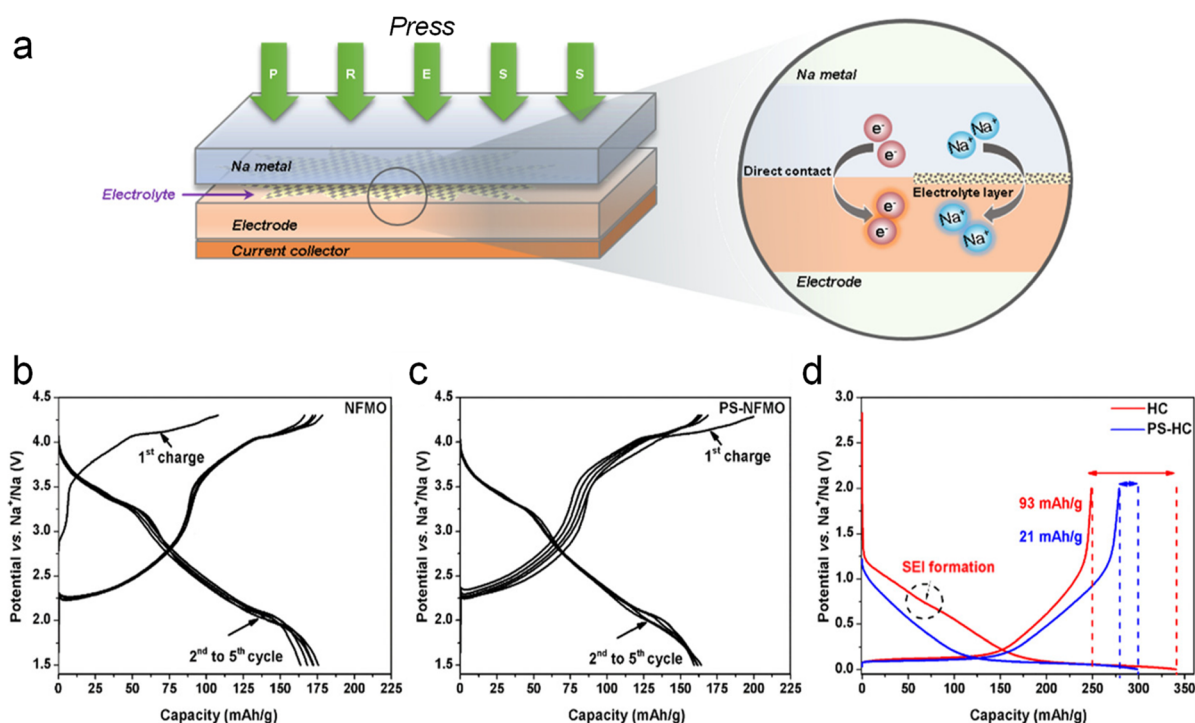 a
Press
P R E S S
Na metal
Electrolyte
Electrode
Current collector
Na metal
e-
e-
Na+
Na+
Direct contact
Electrolyte layer
e-
e-
Na+
Na+
Electrode
b
NFMO
4.5
4.0
3.5
3.0
2.5
2.0
1.5
Potential vs. Na+/Na (V)
1st charge
2nd to 5th cycle
0 25 50 75 100 125 150 175 200 225
Capacity (mAh/g)
c
PS-NFMO
4.5
4.0
3.5
3.0
2.5
2.0
1.5
Potential vs. Na+/Na (V)
1st charge
2nd to 5th cycle
0 25 50 75 100 125 150 175 200 225
Capacity (mAh/g)
d
HC
PS-HC
3.0
2.5
2.0
1.5
1.0
0.5
0.0
Potential vs. Na+/Na (V)
93 mAh/g
21 mAh/g
SEI formation
0 50 100 150 200 250 300 350
Capacity (mAh/g)